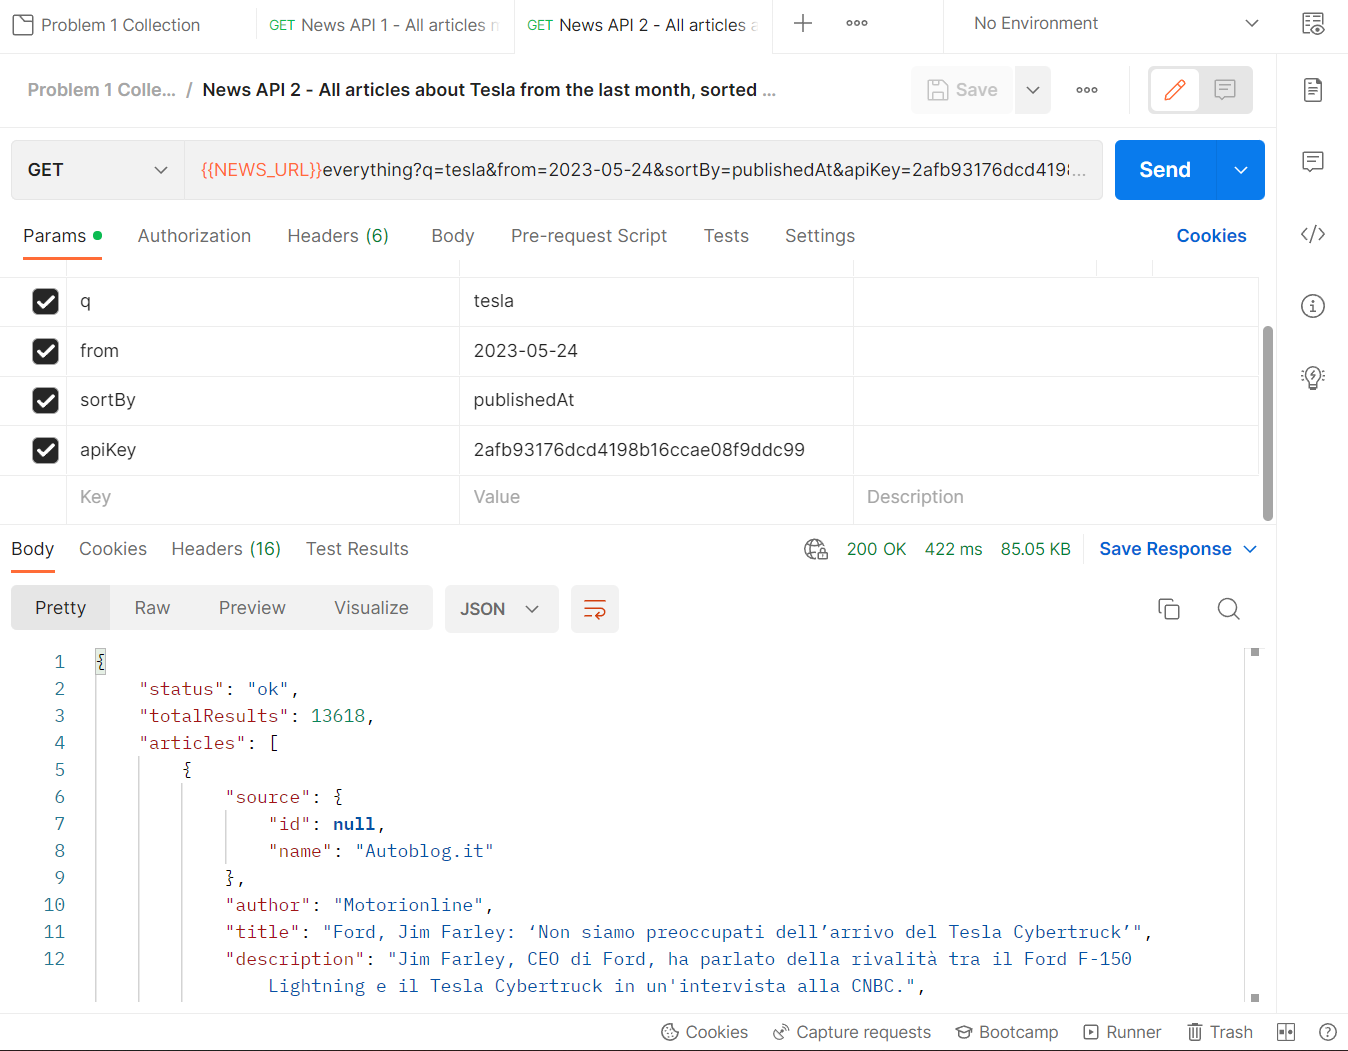 Problem 1 Collection
GET News API 1 - All articles
GET News API 2 - All articles
No Environment
Problem 1 Colle... / News API 2 - All articles about Tesla from the last month, sorted ...
Save
GET
{{NEWS_URL}}everything?q=tesla&from=2023-05-24&sortBy=publishedAt&apiKey=2afb93176dcd419...
Send
Params
Authorization
Headers (6)
Body
Pre-request Script
Tests
Settings
Cookies
q tesla
from 2023-05-24
sortBy publishedAt
apiKey 2afb93176dcd4198b16ccae08f9ddc99
Key Value Description
Body
Cookies
Headers (16)
Test Results
200 OK 422 ms 85.05 KB
Save Response
Pretty
Raw
Preview
Visualize
JSON
1 {
2 "status": "ok",
3 "totalResults": 13618,
4 "articles": [
5 {
6 "source": {
7 "id": null,
8 "name": "Autoblog.it"
9 },
10 "author": "Motorionline",
11 "title": "Ford, Jim Farley: ‘Non siamo preoccupati dell’arrivo del Tesla Cybertruck’",
12 "description": "Jim Farley, CEO di Ford, ha parlato della rivalità tra il Ford F-150
Lightning e il Tesla Cybertruck in un'intervista alla CNBC.",
Cookies
Capture requests
Bootcamp
Runner
Trash